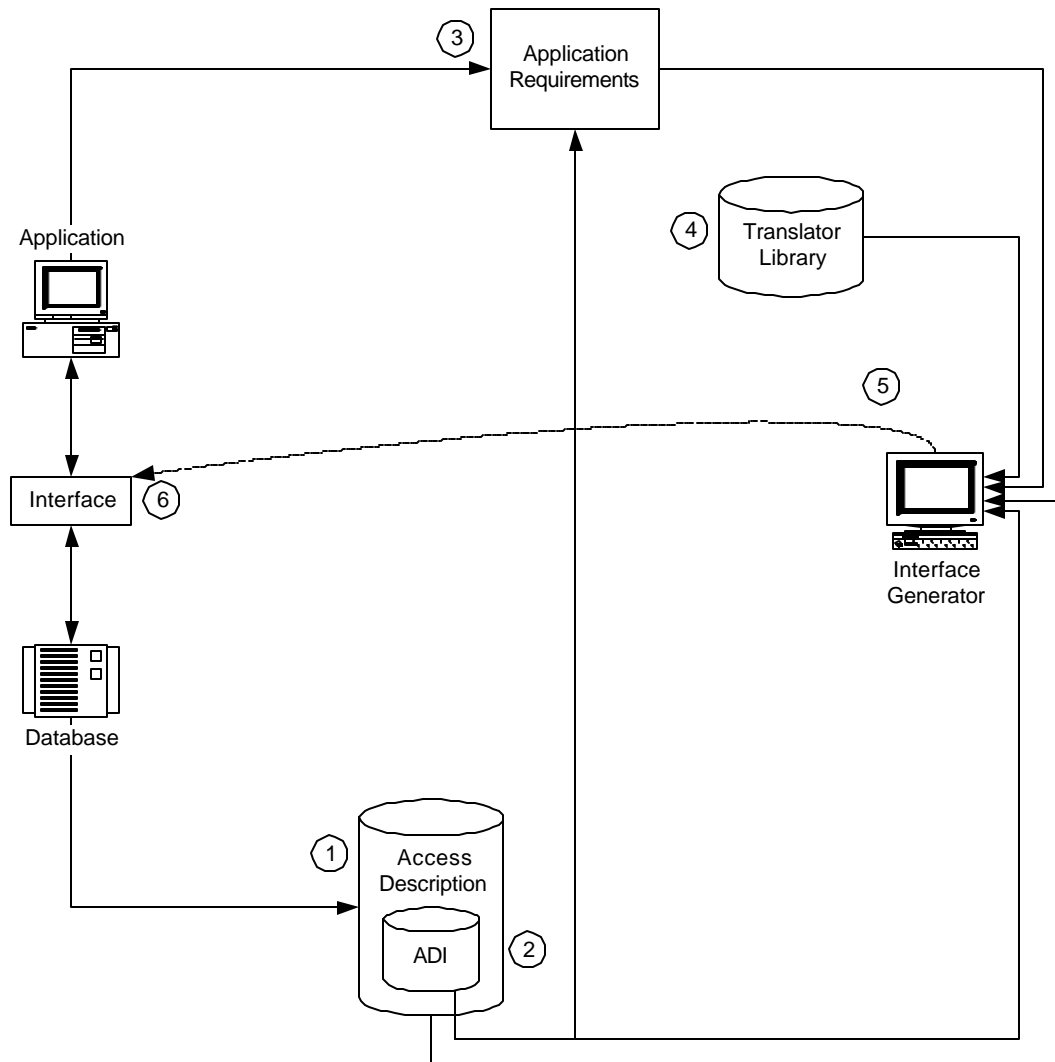 3
Application
Requirements
4
Translator
Library
Application
5
Interface
6
Interface
Generator
Database
1
Access
Description
ADI
2